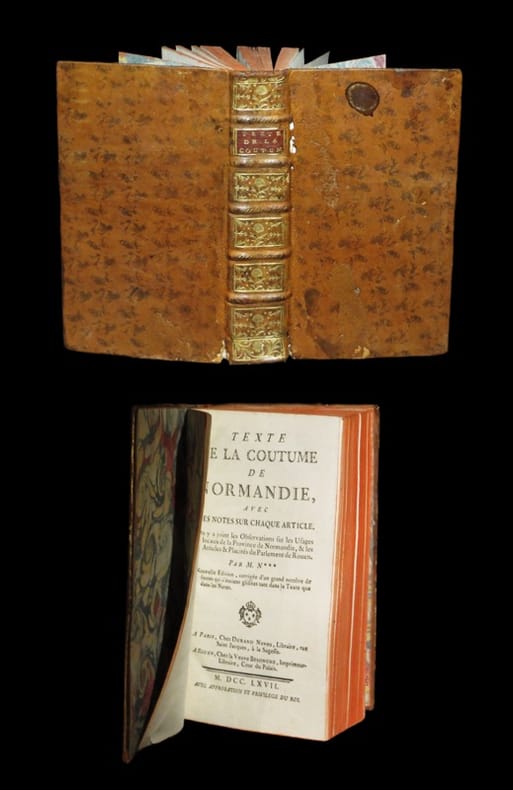 TEXTE
DE LA
COUTUM
TEXTE
E LA COUTUME
DE
NORMANDIE,
AVEC
ES NOTES SUR CHAQUE ARTICLE.
n y a joint les Observations sur les Usages
locaux de la Province de Normandie, & les
Articles & Placités du Parlement de Rouen.
PAR M. N***
Nouvelle Edition, corrigée d'un grand nombre de
fautes qui s'étoient glissées tant dans le Texte que
dans les Notes.
A PARIS, Chez DURAND Neveu, Libraire, rue
Saint Jacques, à la Sagesse.
A ROUEN, Chez la Veuve BESONGNE, Imprimeur-
Libraire, Cour du Palais.
M. DCC. LXVII.
AVEC APPROBATION ET PRIVILEGE DU ROI.